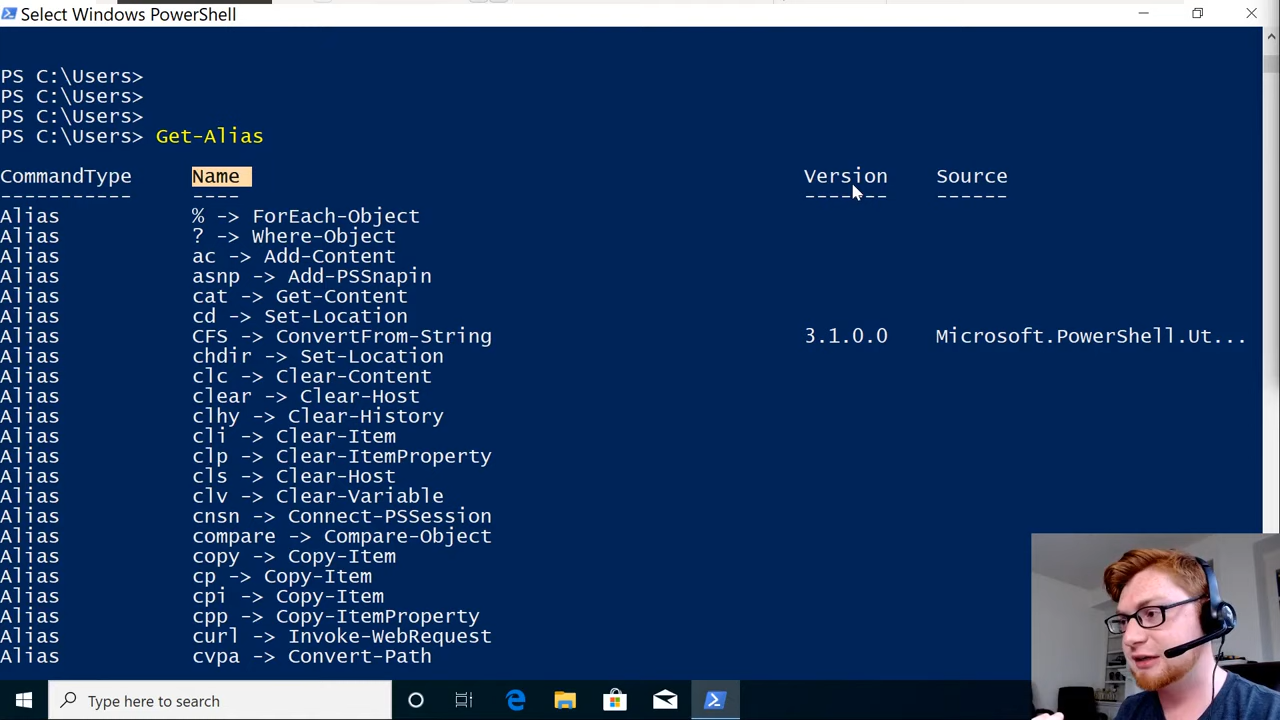 Select Windows PowerShell
PS C:\Users>
PS C:\Users>
PS C:\Users>
PS C:\Users> Get-Alias
CommandType Name Version Source
----------- ---- ------- ------
Alias % -> ForEach-Object
Alias ? -> Where-Object
Alias ac -> Add-Content
Alias asnp -> Add-PSSnapin
Alias cat -> Get-Content
Alias cd -> Set-Location
Alias CFS -> ConvertFrom-String 3.1.0.0 Microsoft.PowerShell.Ut...
Alias chdir -> Set-Location
Alias clc -> Clear-Content
Alias clear -> Clear-Host
Alias clhy -> Clear-History
Alias cli -> Clear-Item
Alias clp -> Clear-ItemProperty
Alias cls -> Clear-Host
Alias clv -> Clear-Variable
Alias cnsn -> Connect-PSSession
Alias compare -> Compare-Object
Alias copy -> Copy-Item
Alias cp -> Copy-Item
Alias cpi -> Copy-Item
Alias cpp -> Copy-ItemProperty
Alias curl -> Invoke-WebRequest
Alias cvpa -> Convert-Path
Type here to search